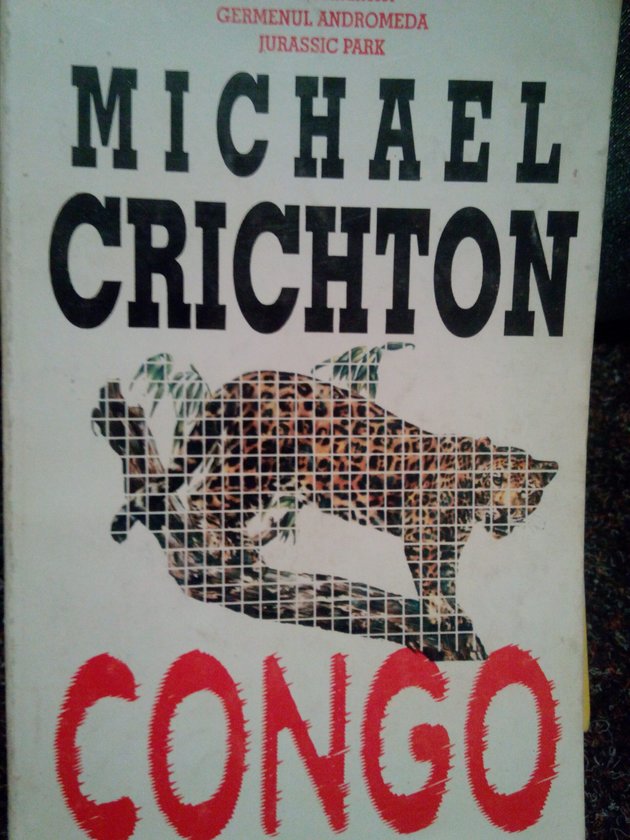 GERMENUL ANDROMEDA
JURASSIC PARK
MICHAEL
CRICHTON
CONGO